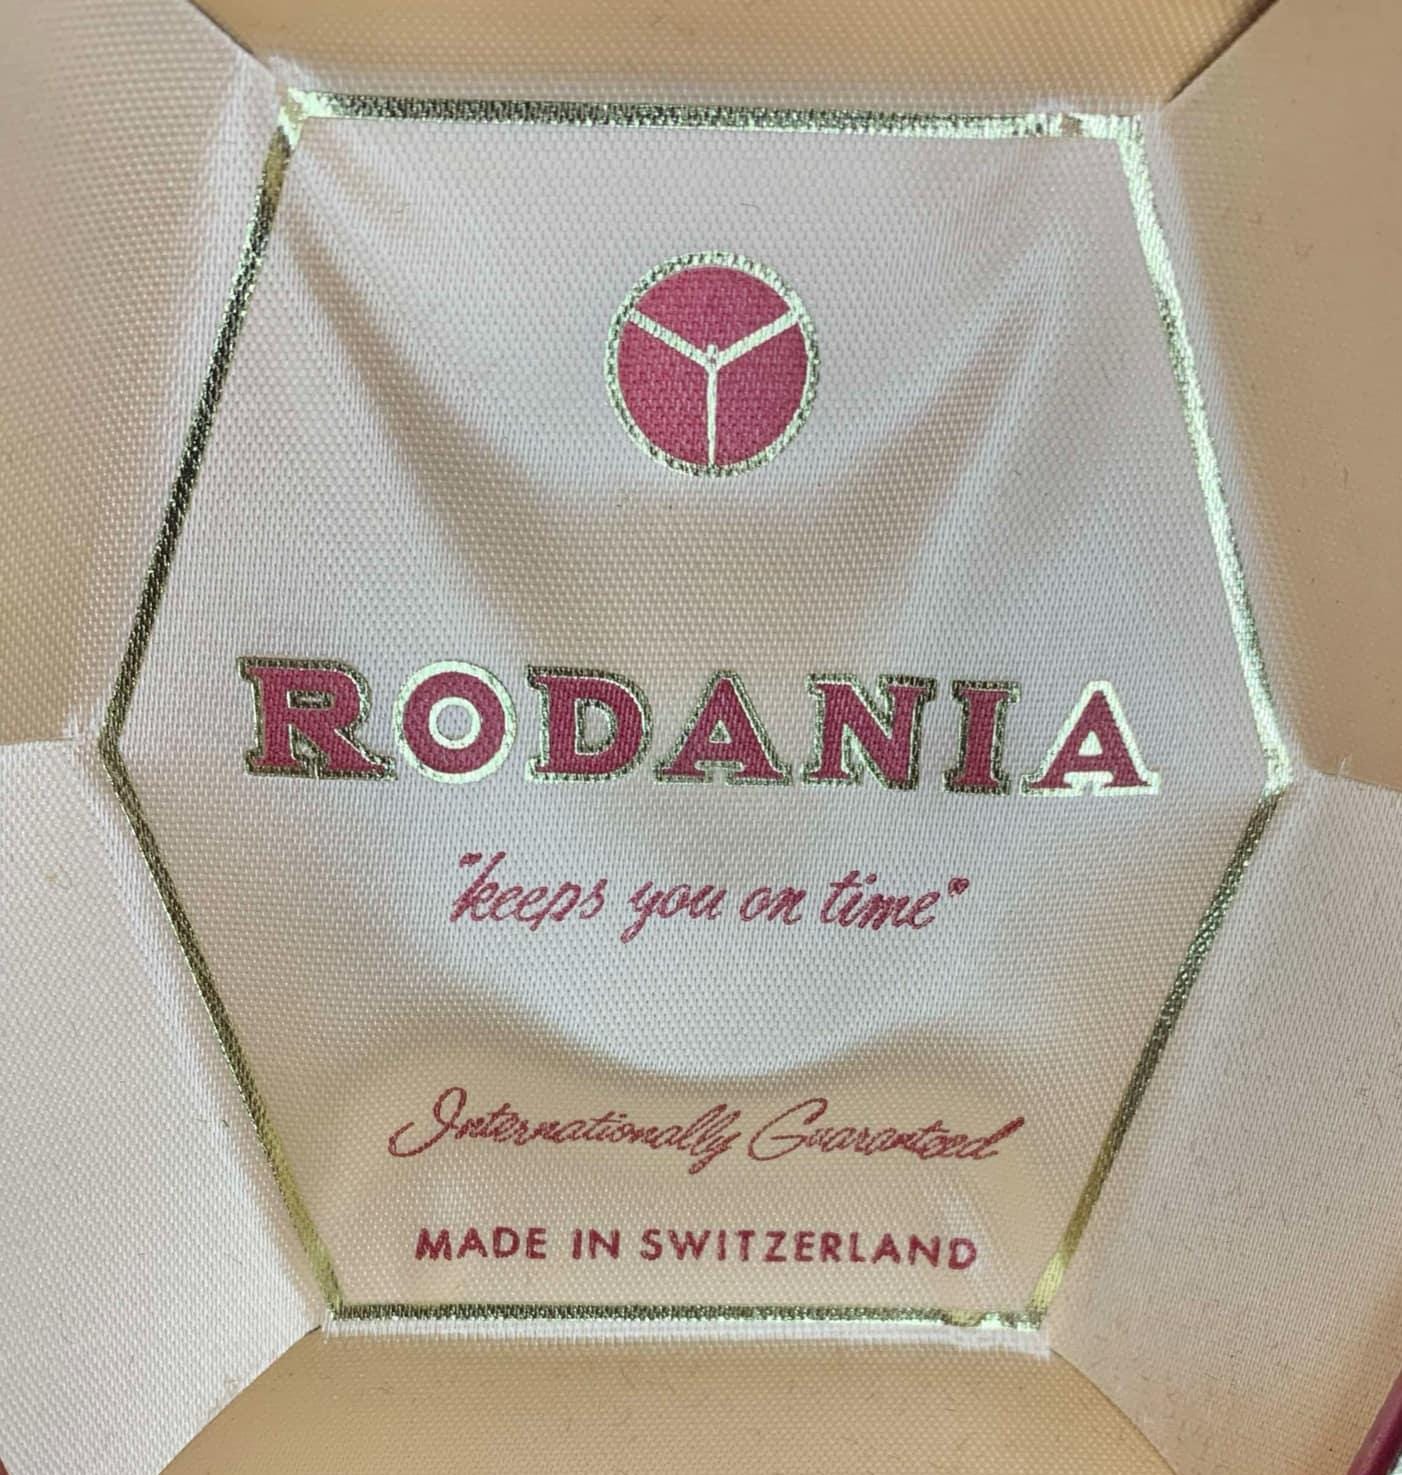 RODANIA
"keeps you on time"
Internationally Guaranteed
MADE IN SWITZERLAND